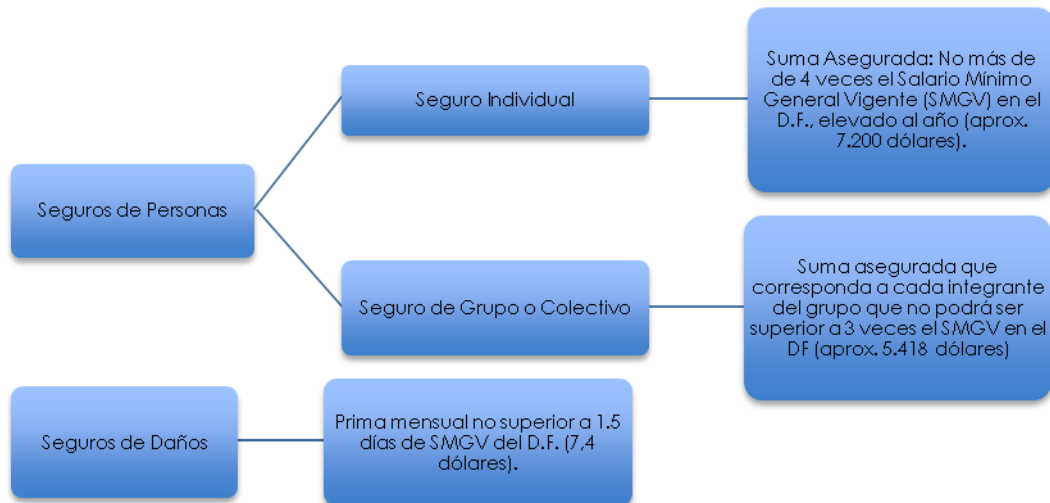 Seguros de Personas
Seguro Individual
Suma Asegurada: No más de
de 4 veces el Salario Mínimo
General Vigente (SMGV) en el
D.F., elevado al año (aprox.
7.200 dólares).
Seguro de Grupo o Colectivo
Suma asegurada que
corresponda a cada integrante
del grupo que no podrá ser
superior a 3 veces el SMGV en el
DF (aprox. 5.418 dólares)
Seguros de Daños
Prima mensual no superior a 1.5
días de SMGV del D.F. (7,4
dólares).